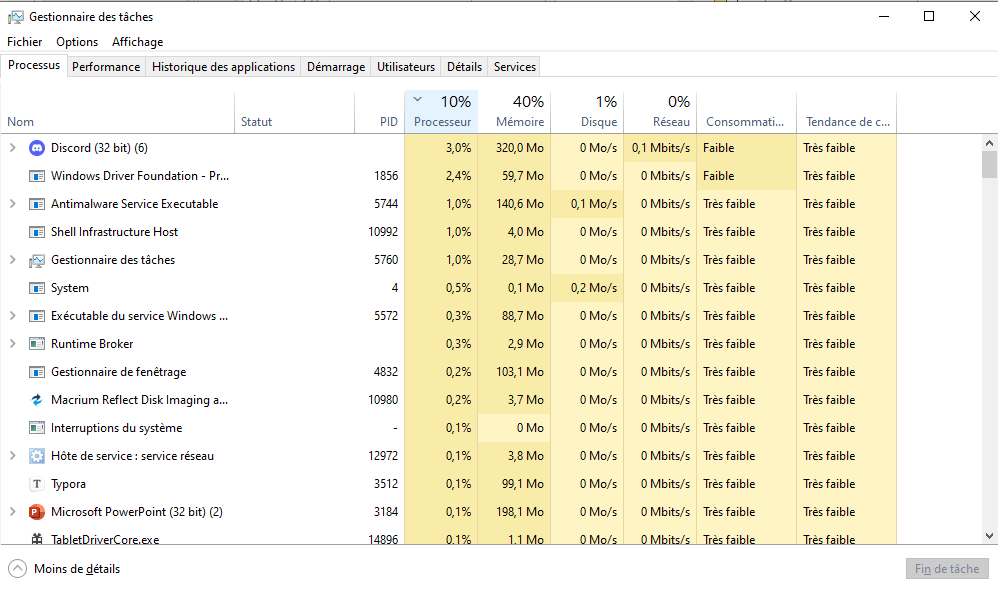 Gestionnaire des tâches
Fichier Options Affichage
Processus Performance Historique des applications Démarrage Utilisateurs Détails Services
10% 40% 1% 0%
Nom Statut PID Processeur Mémoire Disque Réseau Consommati... Tendance de c...
Discord (32 bit) (6) 3,0% 320,0 Mo 0 Mo/s 0,1 Mbits/s Faible Très faible
Windows Driver Foundation - Pr... 1856 2,4% 59,7 Mo 0 Mo/s 0 Mbits/s Faible Très faible
Antimalware Service Executable 5744 1,0% 140,6 Mo 0,1 Mo/s 0 Mbits/s Très faible Très faible
Shell Infrastructure Host 10992 1,0% 4,0 Mo 0 Mo/s 0 Mbits/s Très faible Très faible
Gestionnaire des tâches 5760 1,0% 28,7 Mo 0 Mo/s 0 Mbits/s Très faible Très faible
System 4 0,5% 0,1 Mo 0,2 Mo/s 0 Mbits/s Très faible Très faible
Exécutable du service Windows ... 5572 0,3% 88,7 Mo 0 Mo/s 0 Mbits/s Très faible Très faible
Runtime Broker 0,3% 2,9 Mo 0 Mo/s 0 Mbits/s Très faible Très faible
Gestionnaire de fenêtrage 4832 0,2% 103,1 Mo 0 Mo/s 0 Mbits/s Très faible Très faible
Macrium Reflect Disk Imaging a... 10980 0,2% 3,7 Mo 0 Mo/s 0 Mbits/s Très faible Très faible
Interruptions du système - 0,1% 0 Mo 0 Mo/s 0 Mbits/s Très faible Très faible
Hôte de service : service réseau 12972 0,1% 3,8 Mo 0 Mo/s 0 Mbits/s Très faible Très faible
T Typora 3512 0,1% 99,1 Mo 0 Mo/s 0 Mbits/s Très faible Très faible
P Microsoft PowerPoint (32 bit) (2) 3184 0,1% 198,1 Mo 0 Mo/s 0 Mbits/s Très faible Très faible
TabletDriverCore.exe 14896 0,1% 1,1 Mo 0 Mo/s 0 Mbits/s Très faible Très faible
Moins de détails Fin de tâche